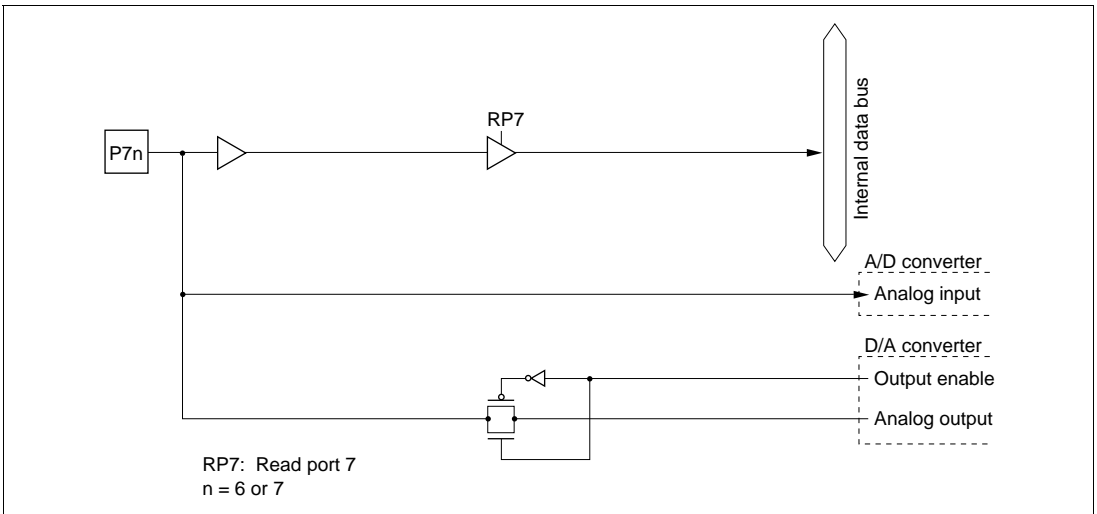 RP7
P7n
Internal data bus
A/D converter
Analog input
D/A converter
Output enable
Analog output
RP7: Read port 7
n = 6 or 7